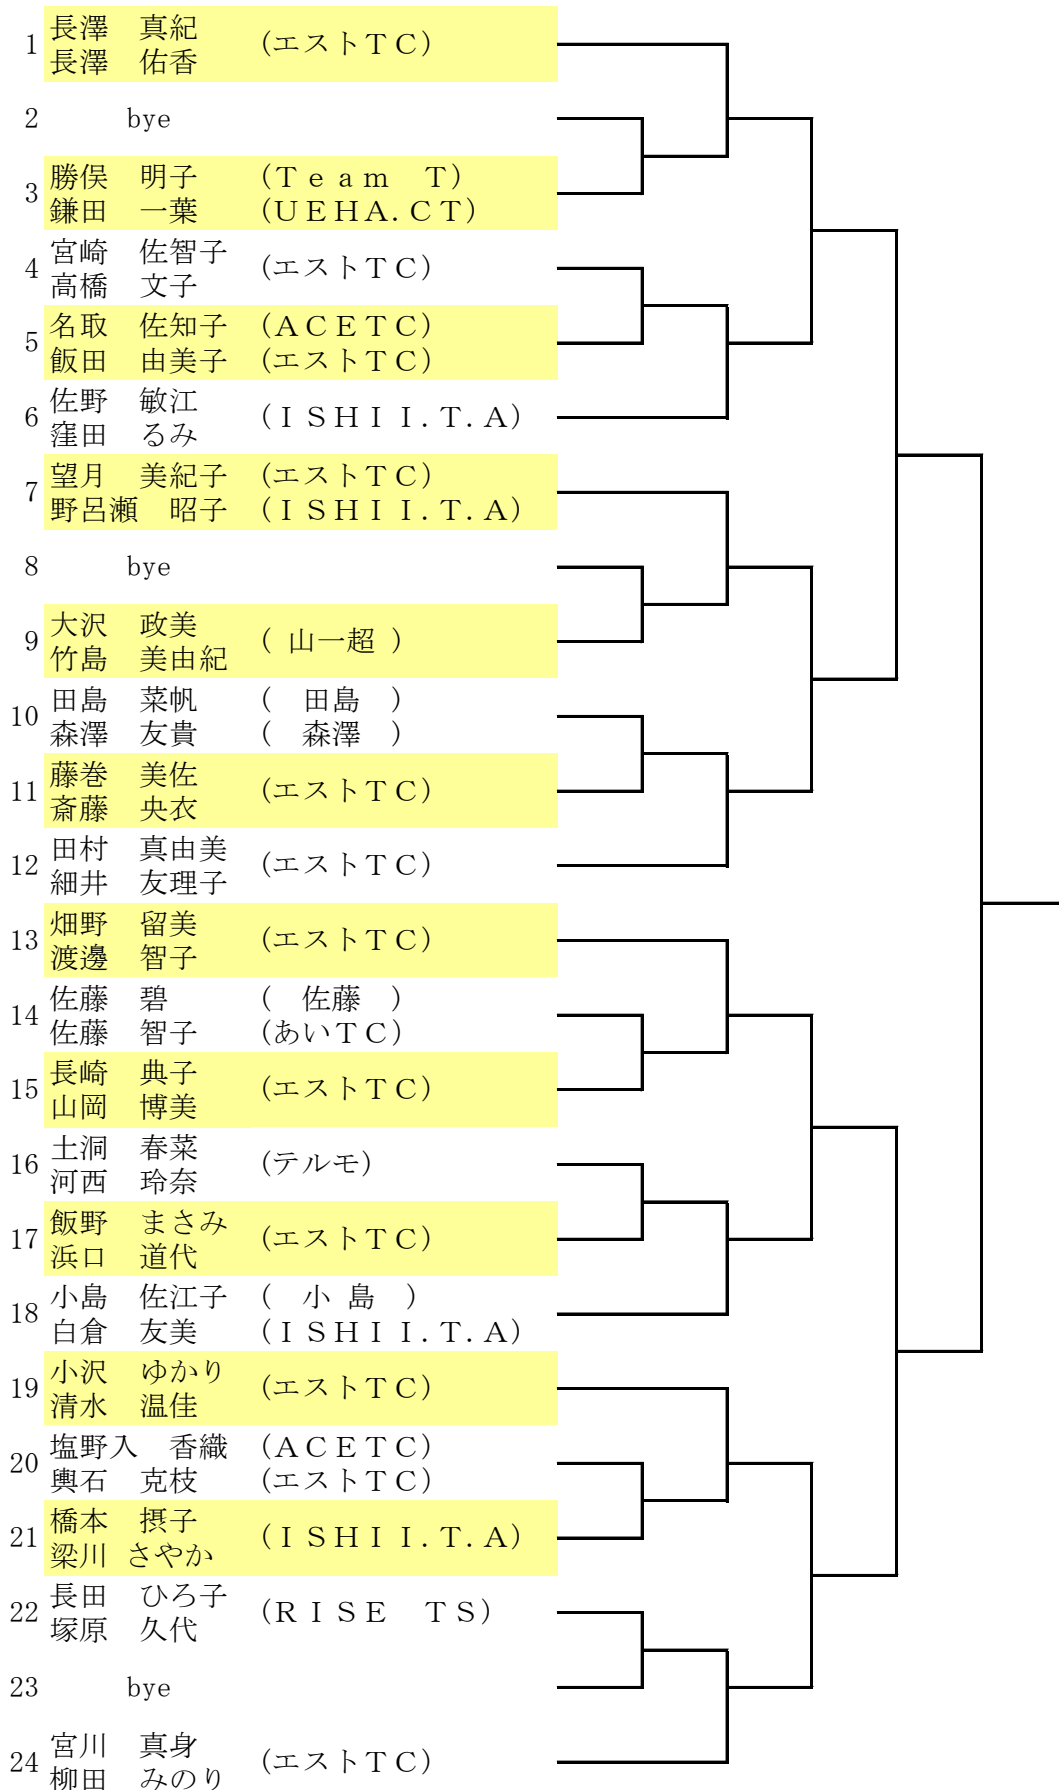 1 長澤　真紀 (エストＴＣ)
長澤　佑香
2 bye
3 勝俣　明子 (Ｔｅａｍ　Ｔ)
鎌田　一葉 (ＵＥＨＡ.ＣＴ)
4 宮崎　佐智子 (エストＴＣ)
高橋　文子
5 名取　佐知子 (ＡＣＥＴＣ)
飯田　由美子 (エストＴＣ)
6 佐野　敏江 (ＩＳＨＩＩ.Ｔ.Ａ)
窪田　るみ
7 望月　美紀子 (エストＴＣ)
野呂瀬　昭子 (ＩＳＨＩＩ.Ｔ.Ａ)
8 bye
9 大沢　政美 ( 山一超 )
竹島　美由紀
10 田島　菜帆 (　田島　)
森澤　友貴 (　森澤　)
11 藤巻　美佐 (エストＴＣ)
斎藤　央衣
12 田村　真由美 (エストＴＣ)
細井　友理子
13 畑野　留美 (エストＴＣ)
渡邊　智子
14 佐藤　碧 (　佐藤　)
佐藤　智子 (あいＴＣ)
15 長崎　典子 (エストＴＣ)
山岡　博美
16 土洞　春菜 (テルモ)
河西　玲奈
17 飯野　まさみ (エストＴＣ)
浜口　道代
18 小島　佐江子 (　小 島　)
白倉　友美 (ＩＳＨＩＩ.Ｔ.Ａ)
19 小沢　ゆかり (エストＴＣ)
清水　温佳
20 塩野入　香織 (ＡＣＥＴＣ)
輿石　克枝 (エストＴＣ)
21 橋本　摂子 (ＩＳＨＩＩ.Ｔ.Ａ)
梁川 さやか
22 長田　ひろ子 (ＲＩＳＥ　ＴＳ)
塚原　久代
23 bye
24 宮川　真身 (エストＴＣ)
柳田　みのり